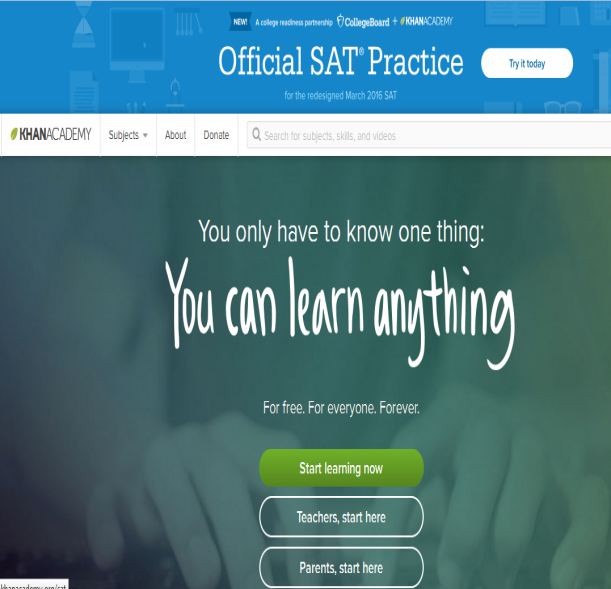 NEW! A college readiness partnership CollegeBoard + KHANACADEMY
Official SAT® Practice
Try it today
for the redesigned March 2016 SAT
KHANACADEMY Subjects About Donate Search for subjects, skills, and videos
You only have to know one thing:
You can learn anything
For free. For everyone. Forever.
Start learning now
Teachers, start here
Parents, start here
khanacademy.org/sat